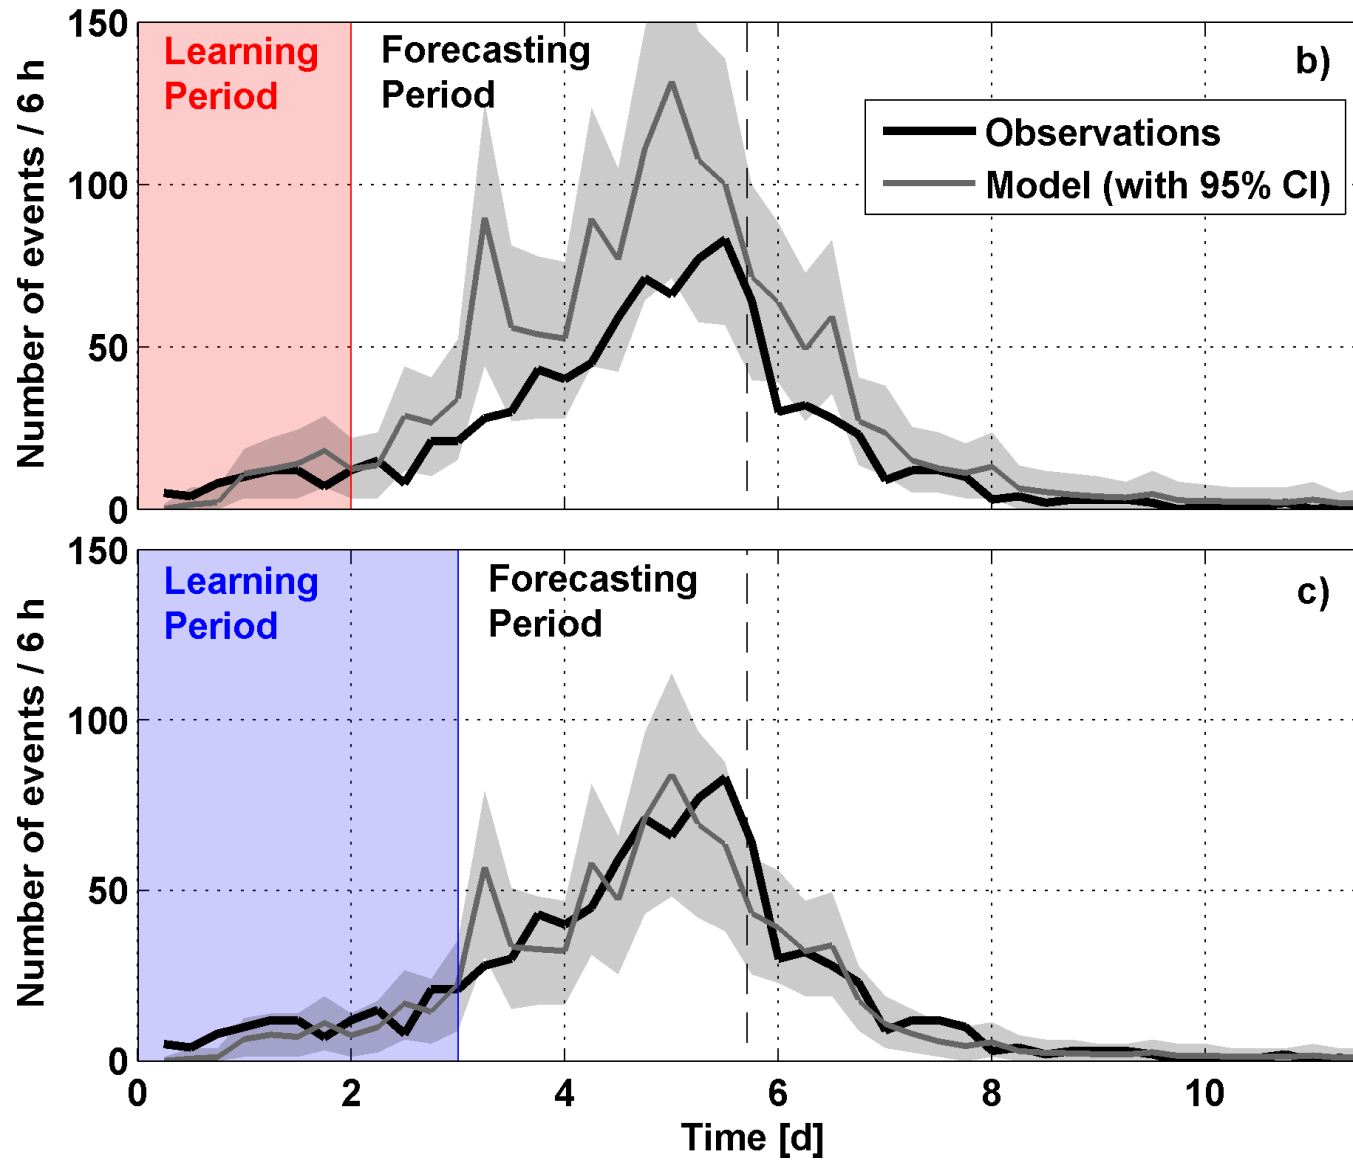 150
Learning
Period
Forecasting
Period
b)
Observations
Model (with 95% CI)
100
50
0
Number of events / 6 h
150
Learning
Period
Forecasting
Period
c)
100
50
0
Number of events / 6 h
0 2 4 6 8 10
Time [d]